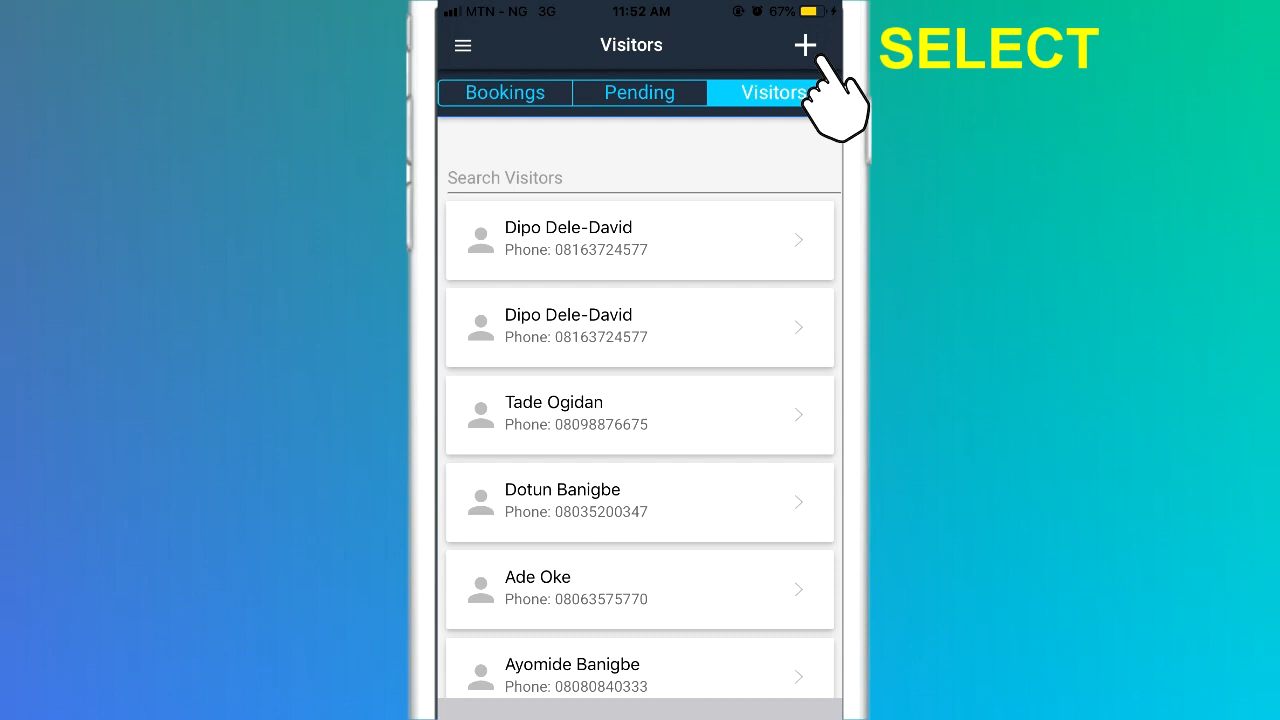 MTN - NG 3G 11:52 AM 67%
Visitors
SELECT
Bookings Pending Visitors
Search Visitors
Dipo Dele-David
Phone: 08163724577
Dipo Dele-David
Phone: 08163724577
Tade Ogidan
Phone: 08098876675
Dotun Banigbe
Phone: 08035200347
Ade Oke
Phone: 08063575770
Ayomide Banigbe
Phone: 08080840333